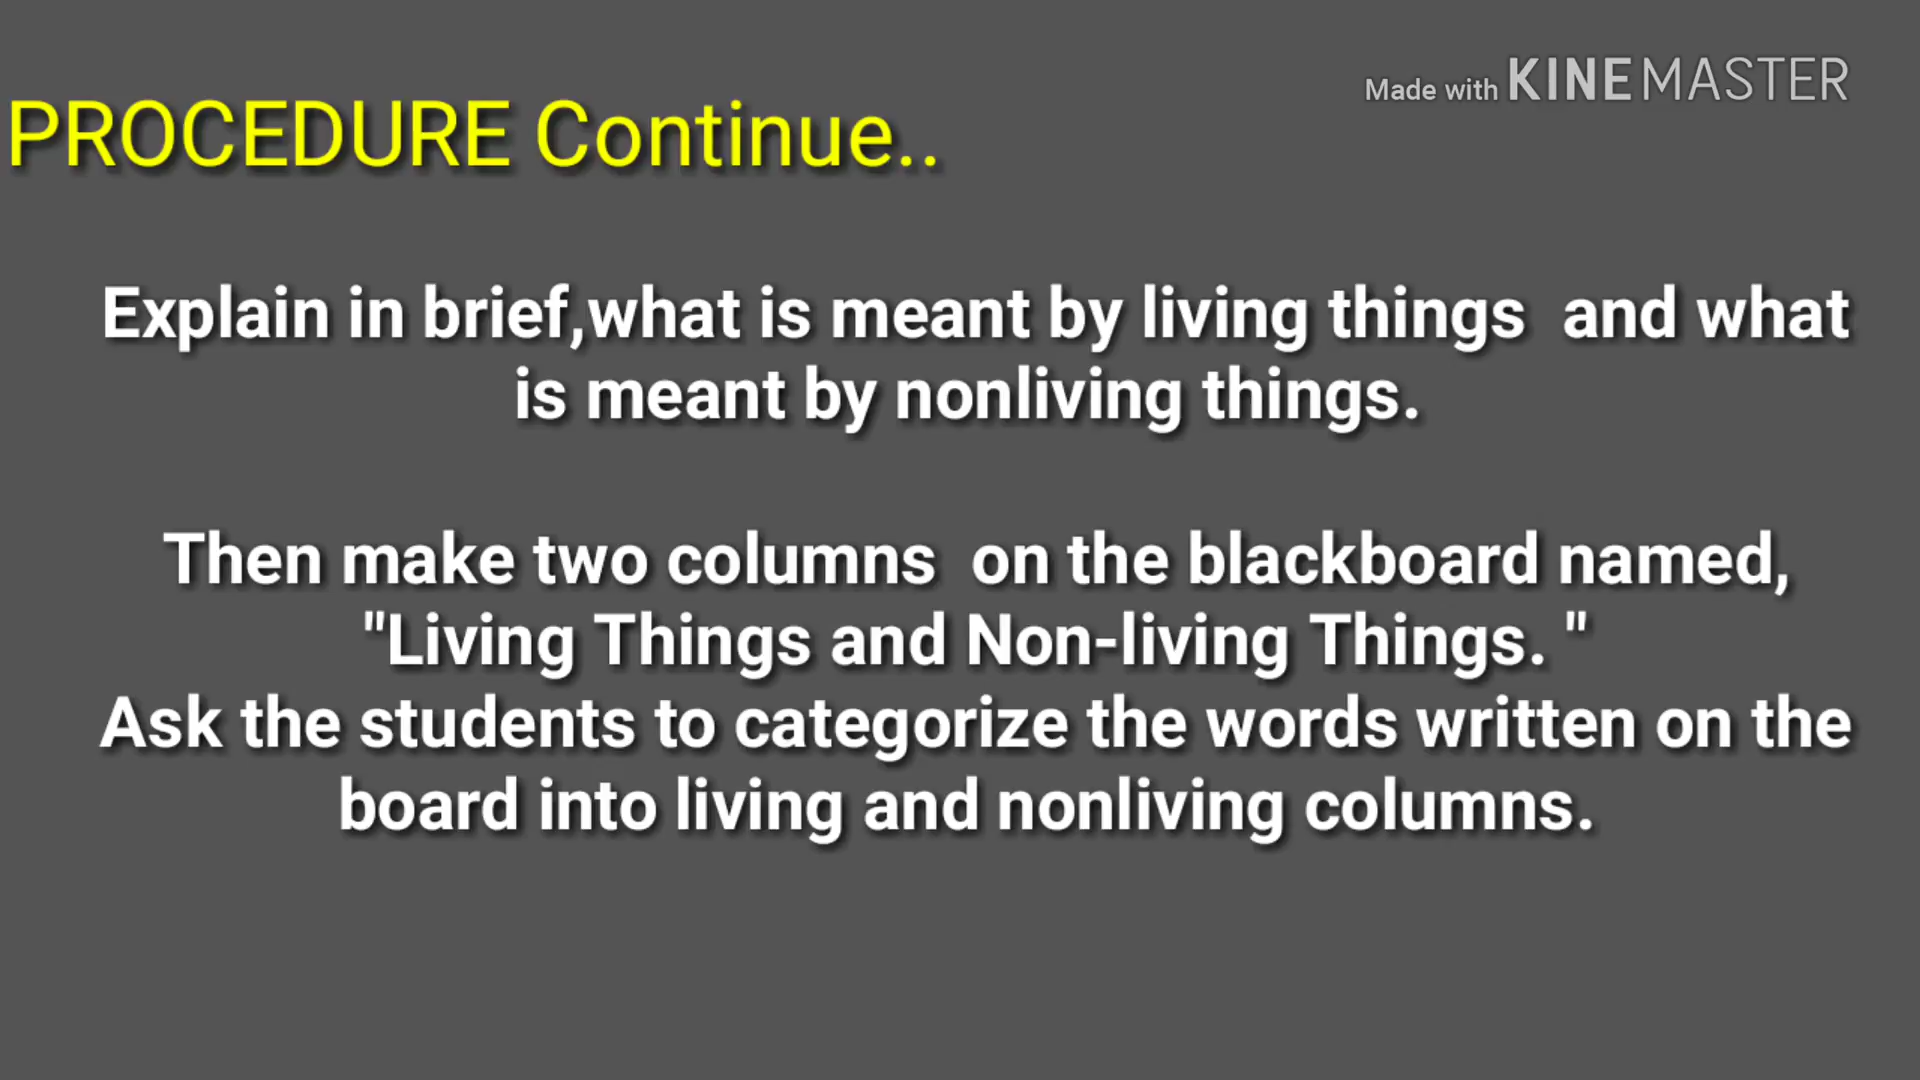 Made with KINEMASTER
PROCEDURE Continue..
Explain in brief,what is meant by living things  and what
is meant by nonliving things.
Then make two columns  on the blackboard named,
"Living Things and Non-living Things. "
Ask the students to categorize the words written on the
board into living and nonliving columns.